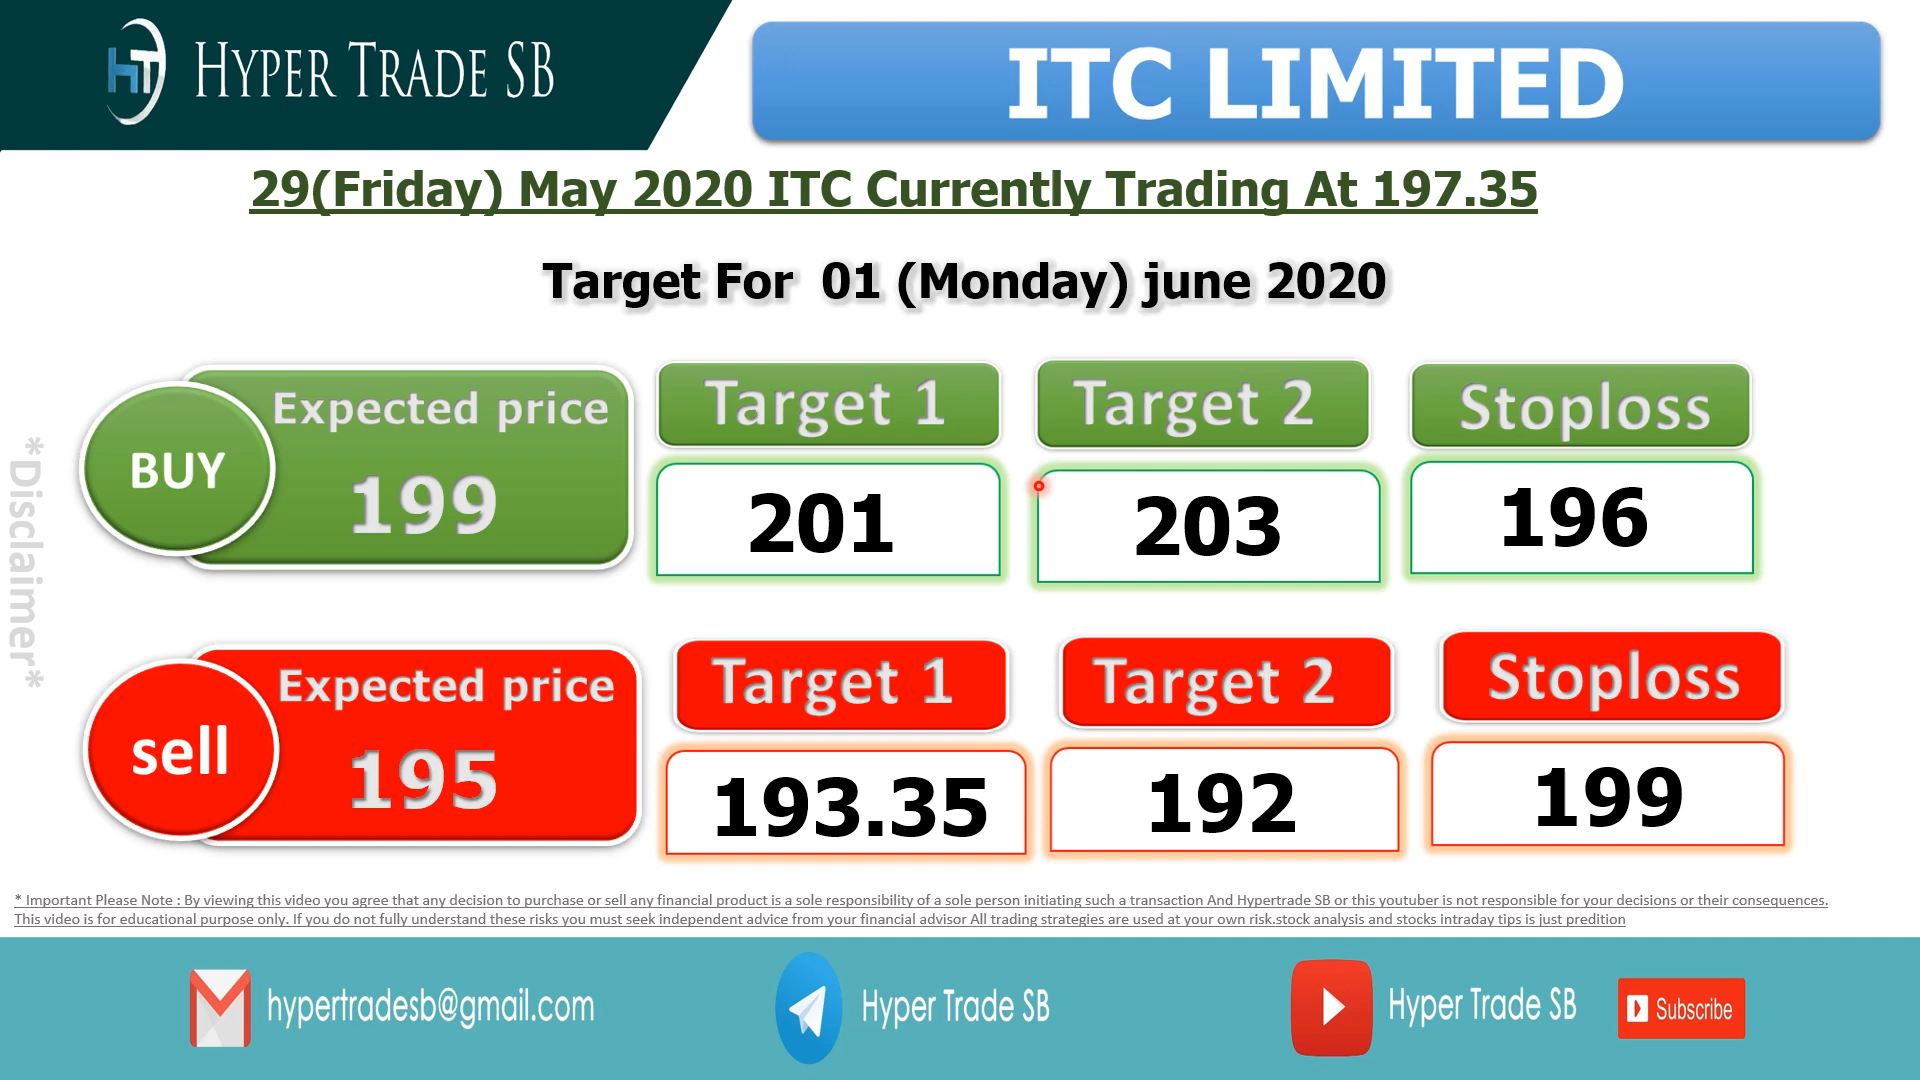 HT HYPER TRADE SB
ITC LIMITED
29(Friday) May 2020 ITC Currently Trading At 197.35
Target For 01 (Monday) june 2020
*Disclaimer*
BUY
Expected price
199
Target 1
201
Target 2
203
Stoploss
196
sell
Expected price
195
Target 1
193.35
Target 2
192
Stoploss
199
* Important Please Note : By viewing this video you agree that any decision to purchase or sell any financial product is a sole responsibility of a sole person initiating such a transaction And Hypertrade SB or this youtuber is not responsible for your decisions or their consequences.
This video is for educational purpose only. If you do not fully understand these risks you must seek independent advice from your financial advisor All trading strategies are used at your own risk.stock analysis and stocks intraday tips is just predition
hypertradesb@gmail.com
Hyper Trade SB
Hyper Trade SB
Subscribe